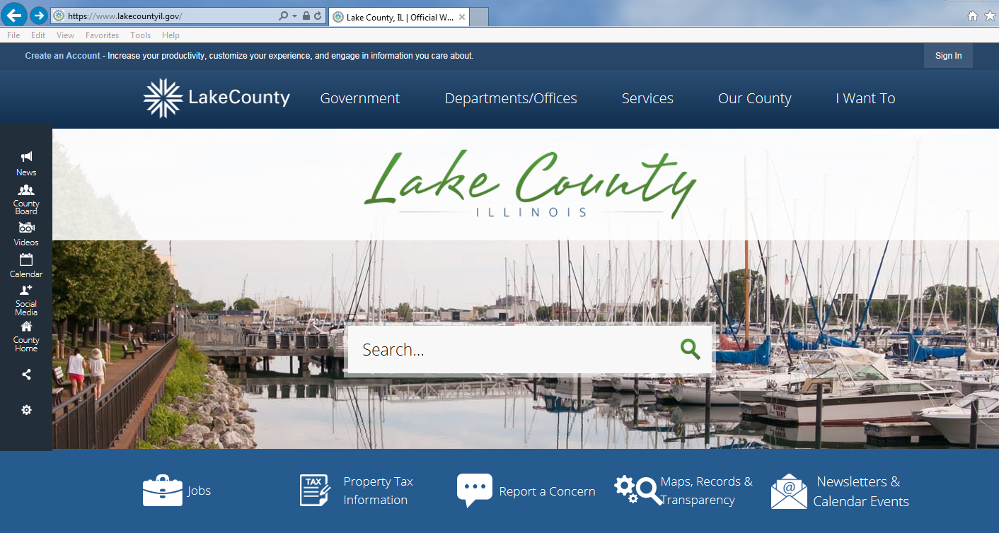 https://www.lakecountyil.gov/
Lake County, IL | Official W...
File Edit View Favorites Tools Help
Create an Account - Increase your productivity, customize your experience, and engage in information you care about.
Sign In
LakeCounty
Government
Departments/Offices
Services
Our County
I Want To
News
County
Board
Videos
Calendar
Social
Media
County
Home
Lake County
ILLINOIS
Search...
Jobs
TAX
Property Tax
Information
Report a Concern
Maps, Records &
Transparency
@
Newsletters &
Calendar Events